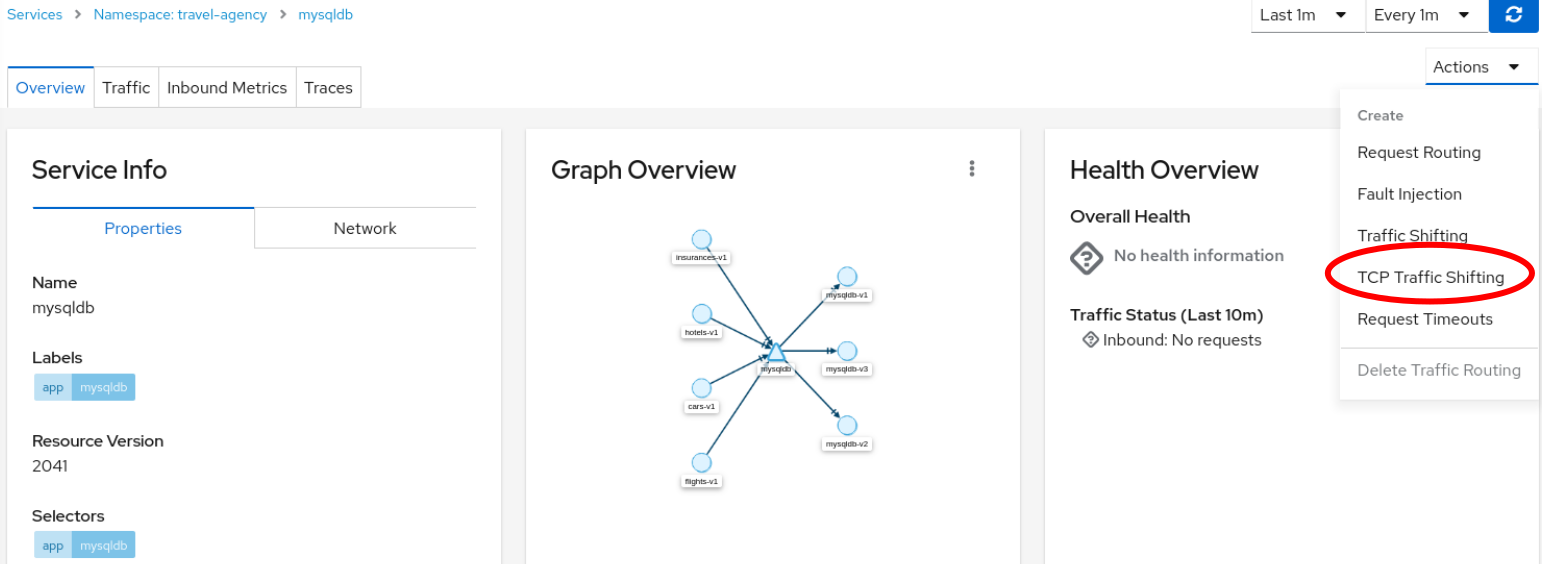 Services > Namespace: travel-agency > mysqldb
Last 1m
Every 1m
Actions
Overview
Traffic
Inbound Metrics
Traces
Create
Request Routing
Fault Injection
Traffic Shifting
TCP Traffic Shifting
Request Timeouts
Delete Traffic Routing
Service Info
Properties
Network
Name
mysqldb
Labels
app mysqldb
Resource Version
2041
Selectors
app mysqldb
Graph Overview
insurances-v1
mysqldb-v1
hotels-v1
mysqldb
mysqldb-v3
cars-v1
mysqldb-v2
flights-v1
Health Overview
Overall Health
No health information
Traffic Status (Last 10m)
Inbound: No requests